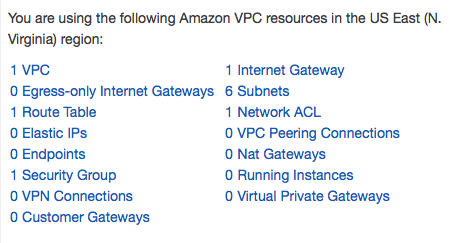 You are using the following Amazon VPC resources in the US East (N.
Virginia) region:
1 VPC 1 Internet Gateway
0 Egress-only Internet Gateways 6 Subnets
1 Route Table 1 Network ACL
0 Elastic IPs 0 VPC Peering Connections
0 Endpoints 0 Nat Gateways
1 Security Group 0 Running Instances
0 VPN Connections 0 Virtual Private Gateways
0 Customer Gateways